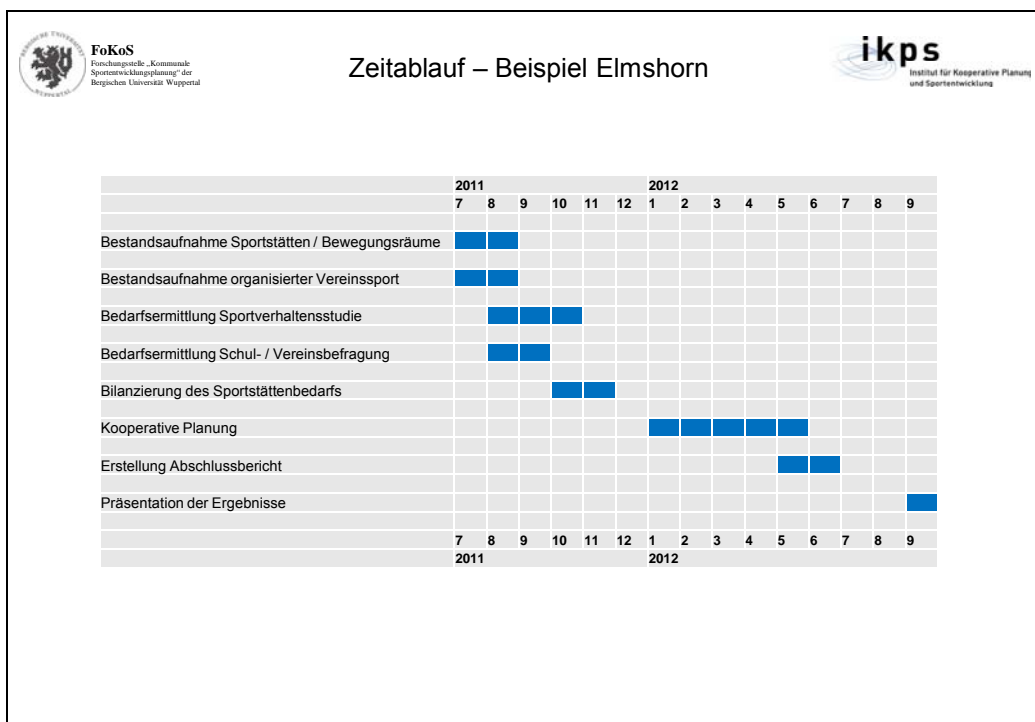 FoKoS
Forschungsstelle „Kommunale
Sportentwicklungsplanung“ der
Bergischen Universität Wuppertal
Zeitablauf – Beispiel Elmshorn
ikps
Institut für Kooperative Planung
und Sportentwicklung
2011 2012
7 8 9 10 11 12 1 2 3 4 5 6 7 8 9
Bestandsaufnahme Sportstätten / Bewegungsräume
Bestandsaufnahme organisierter Vereinssport
Bedarfsermittlung Sportverhaltensstudie
Bedarfsermittlung Schul- / Vereinsbefragung
Bilanzierung des Sportstättenbedarfs
Kooperative Planung
Erstellung Abschlussbericht
Präsentation der Ergebnisse
7 8 9 10 11 12 1 2 3 4 5 6 7 8 9
2011 2012